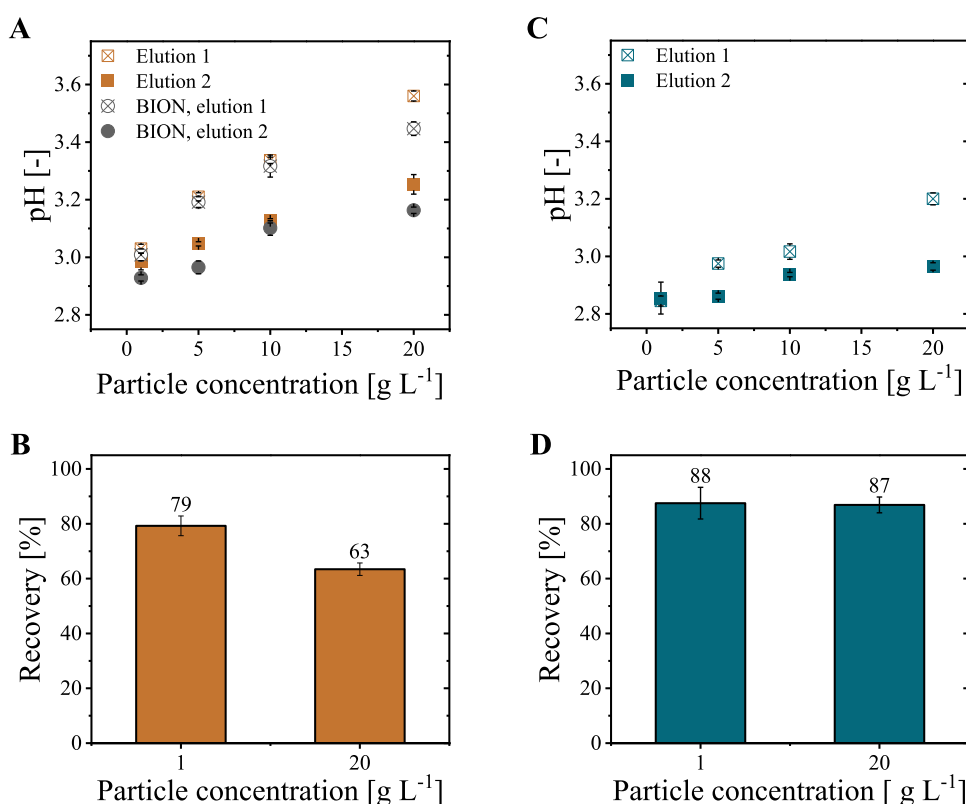 A
Elution 1
Elution 2
BION, elution 1
BION, elution 2
3.6
3.4
3.2
3.0
2.8
pH [-]
0 5 10 15 20
Particle concentration [g L⁻¹]
C
Elution 1
Elution 2
3.6
3.4
3.2
3.0
2.8
pH [-]
0 5 10 15 20
Particle concentration [g L⁻¹]
B
100
80
60
40
20
0
Recovery [%]
79
63
1 20
Particle concentration [g L⁻¹]
D
100
80
60
40
20
0
Recovery [%]
88
87
1 20
Particle concentration [ g L⁻¹]